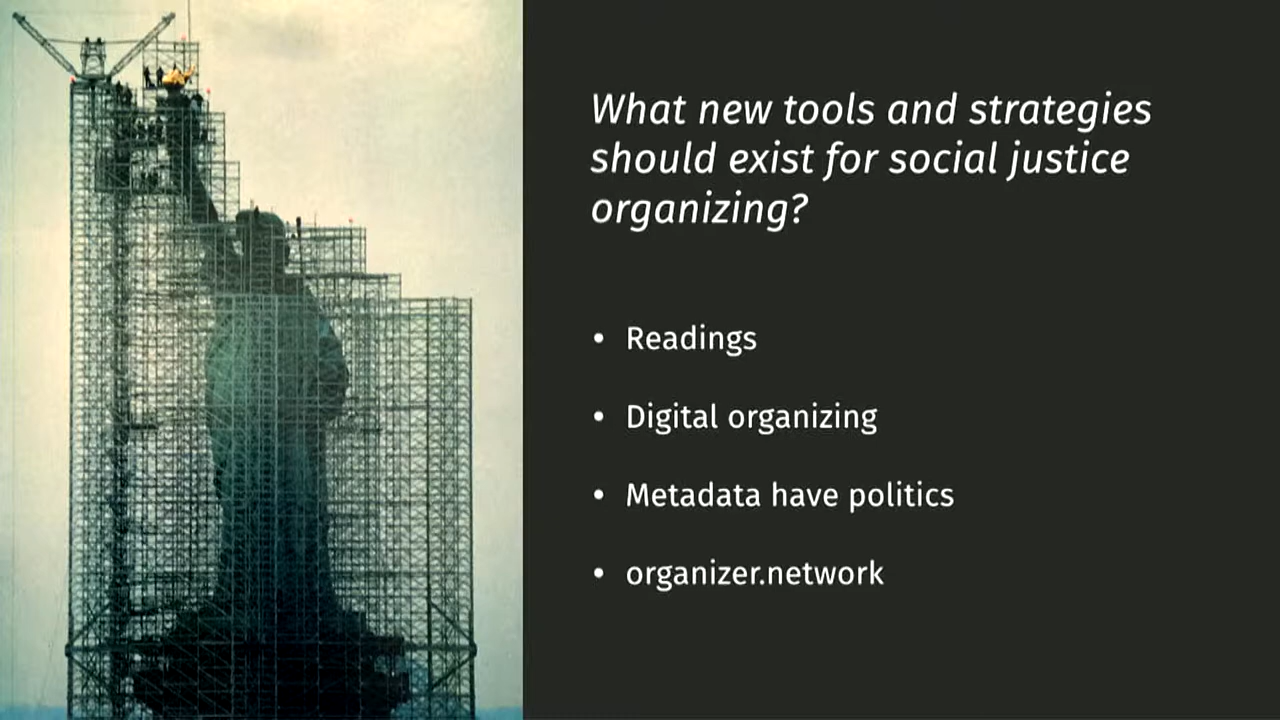 What new tools and strategies
should exist for social justice
organizing?
• Readings
• Digital organizing
• Metadata have politics
• organizer.network